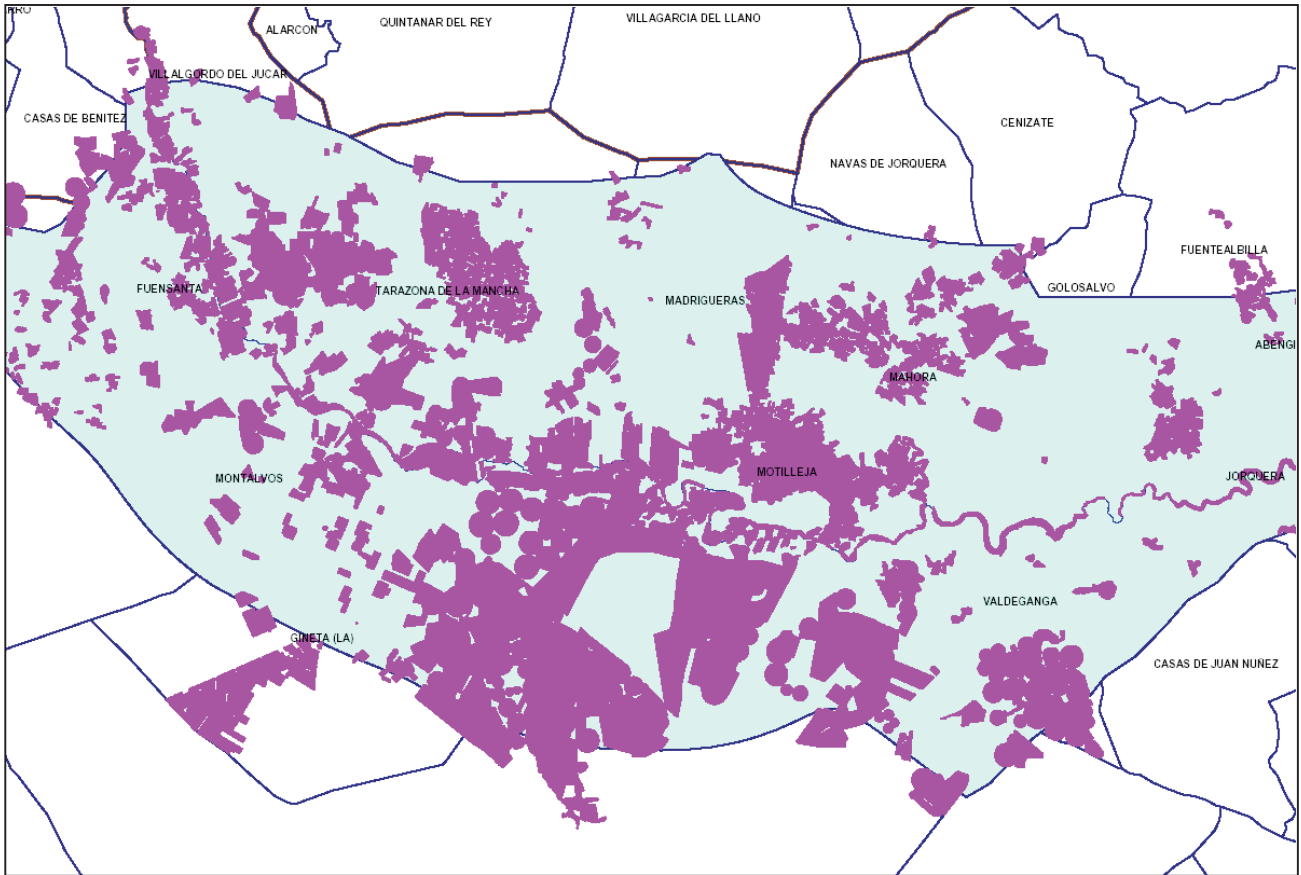 QUINTANAR DEL REY
VILLAGARCIA DEL LLANO
ALARCON
VILLALGORDO DEL JUCAR
CASAS DE BENITEZ
CENIZATE
NAVAS DE JORQUERA
FUENTEALBILLA
FUENSANTA
TARAZONA DE LA MANCHA
MADRIGUERAS
GOLOSALVO
ABENGI
MAHORA
MOTILLEJA
MONTALVOS
JORQUERA
VALDEGANGA
GINETA (LA)
CASAS DE JUAN NUÑEZ